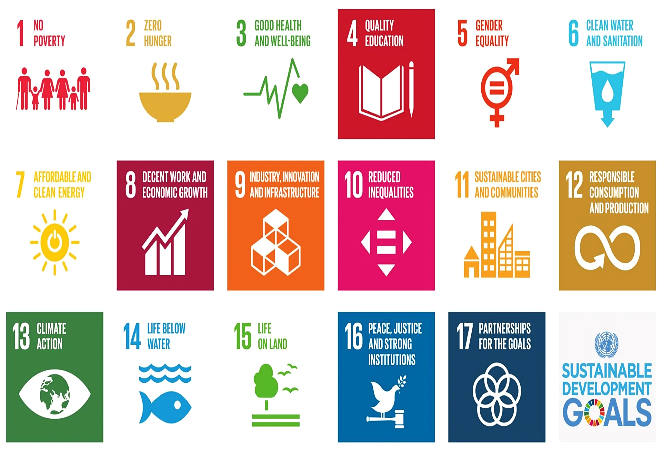 1 NO
POVERTY
2 ZERO
HUNGER
3 GOOD HEALTH
AND WELL-BEING
4 QUALITY
EDUCATION
5 GENDER
EQUALITY
6 CLEAN WATER
AND SANITATION
7 AFFORDABLE AND
CLEAN ENERGY
8 DECENT WORK AND
ECONOMIC GROWTH
9 INDUSTRY, INNOVATION
AND INFRASTRUCTURE
10 REDUCED
INEQUALITIES
11 SUSTAINABLE CITIES
AND COMMUNITIES
12 RESPONSIBLE
CONSUMPTION
AND PRODUCTION
13 CLIMATE
ACTION
14 LIFE BELOW
WATER
15 LIFE
ON LAND
16 PEACE, JUSTICE
AND STRONG
INSTITUTIONS
17 PARTNERSHIPS
FOR THE GOALS
SUSTAINABLE
DEVELOPMENT
GOALS